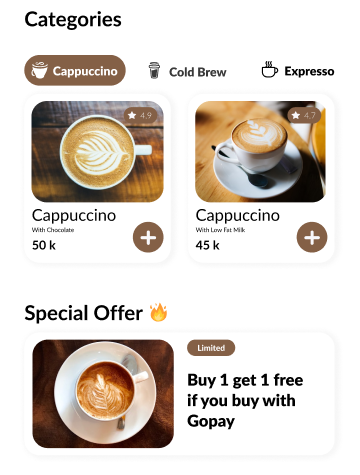 Categories
Cappuccino
Cold Brew
Expresso
4.9
4.7
Cappuccino
With Chocolate
50 k
Cappuccino
With Low Fat Milk
45 k
Special Offer
Limited
Buy 1 get 1 free
if you buy with
Gopay